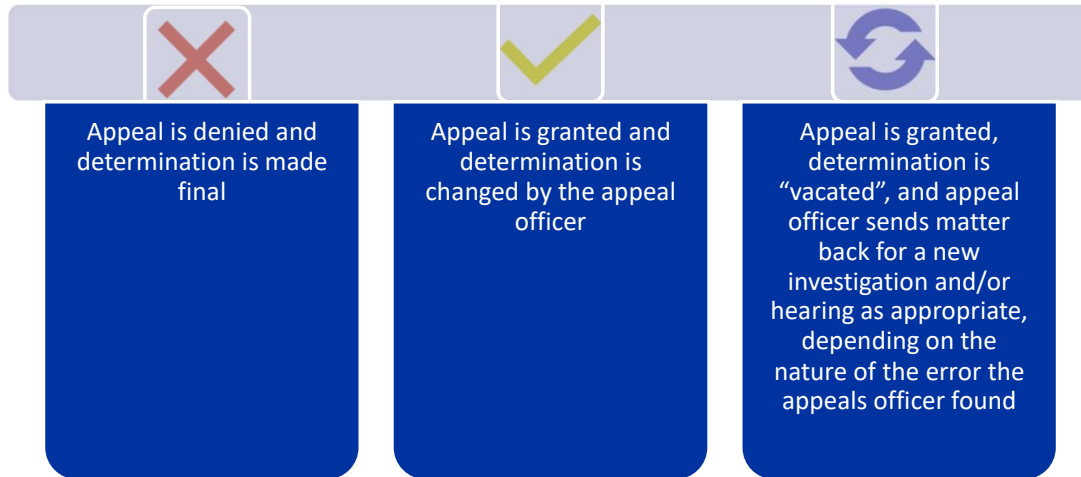 Appeal is denied and
determination is made
final
Appeal is granted and
determination is
changed by the appeal
officer
Appeal is granted,
determination is
“vacated”, and appeal
officer sends matter
back for a new
investigation and/or
hearing as appropriate,
depending on the
nature of the error the
appeals officer found